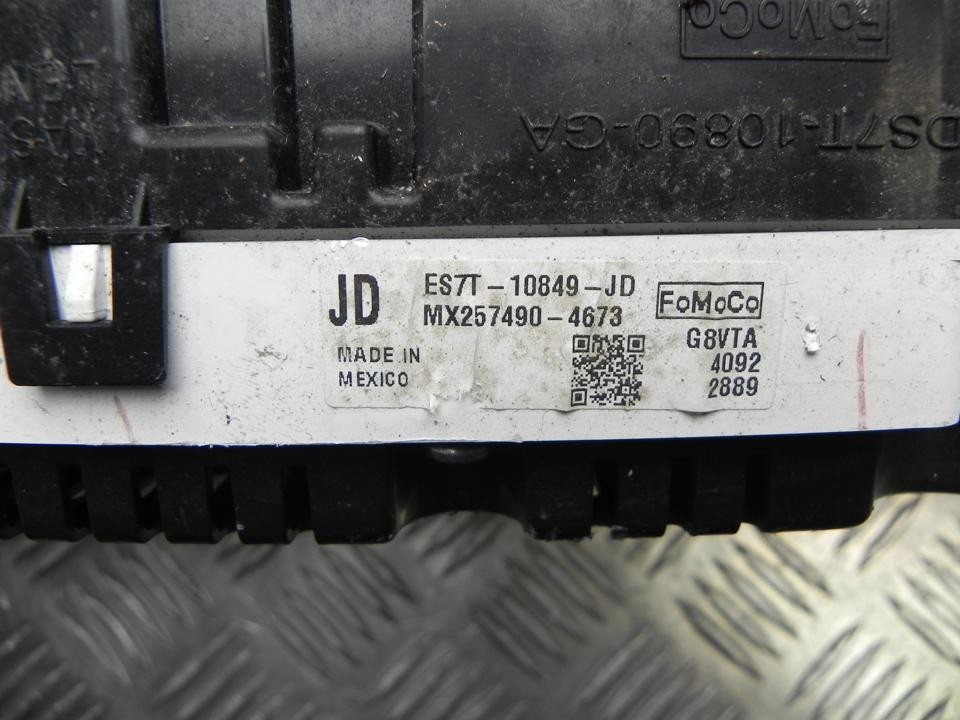 FoMoCo
DS7T-10890-GA
JD
ES7T-10849-JD
MX257490-4673
FoMoCo
MADE IN
MEXICO
G8VTA
4092
2889